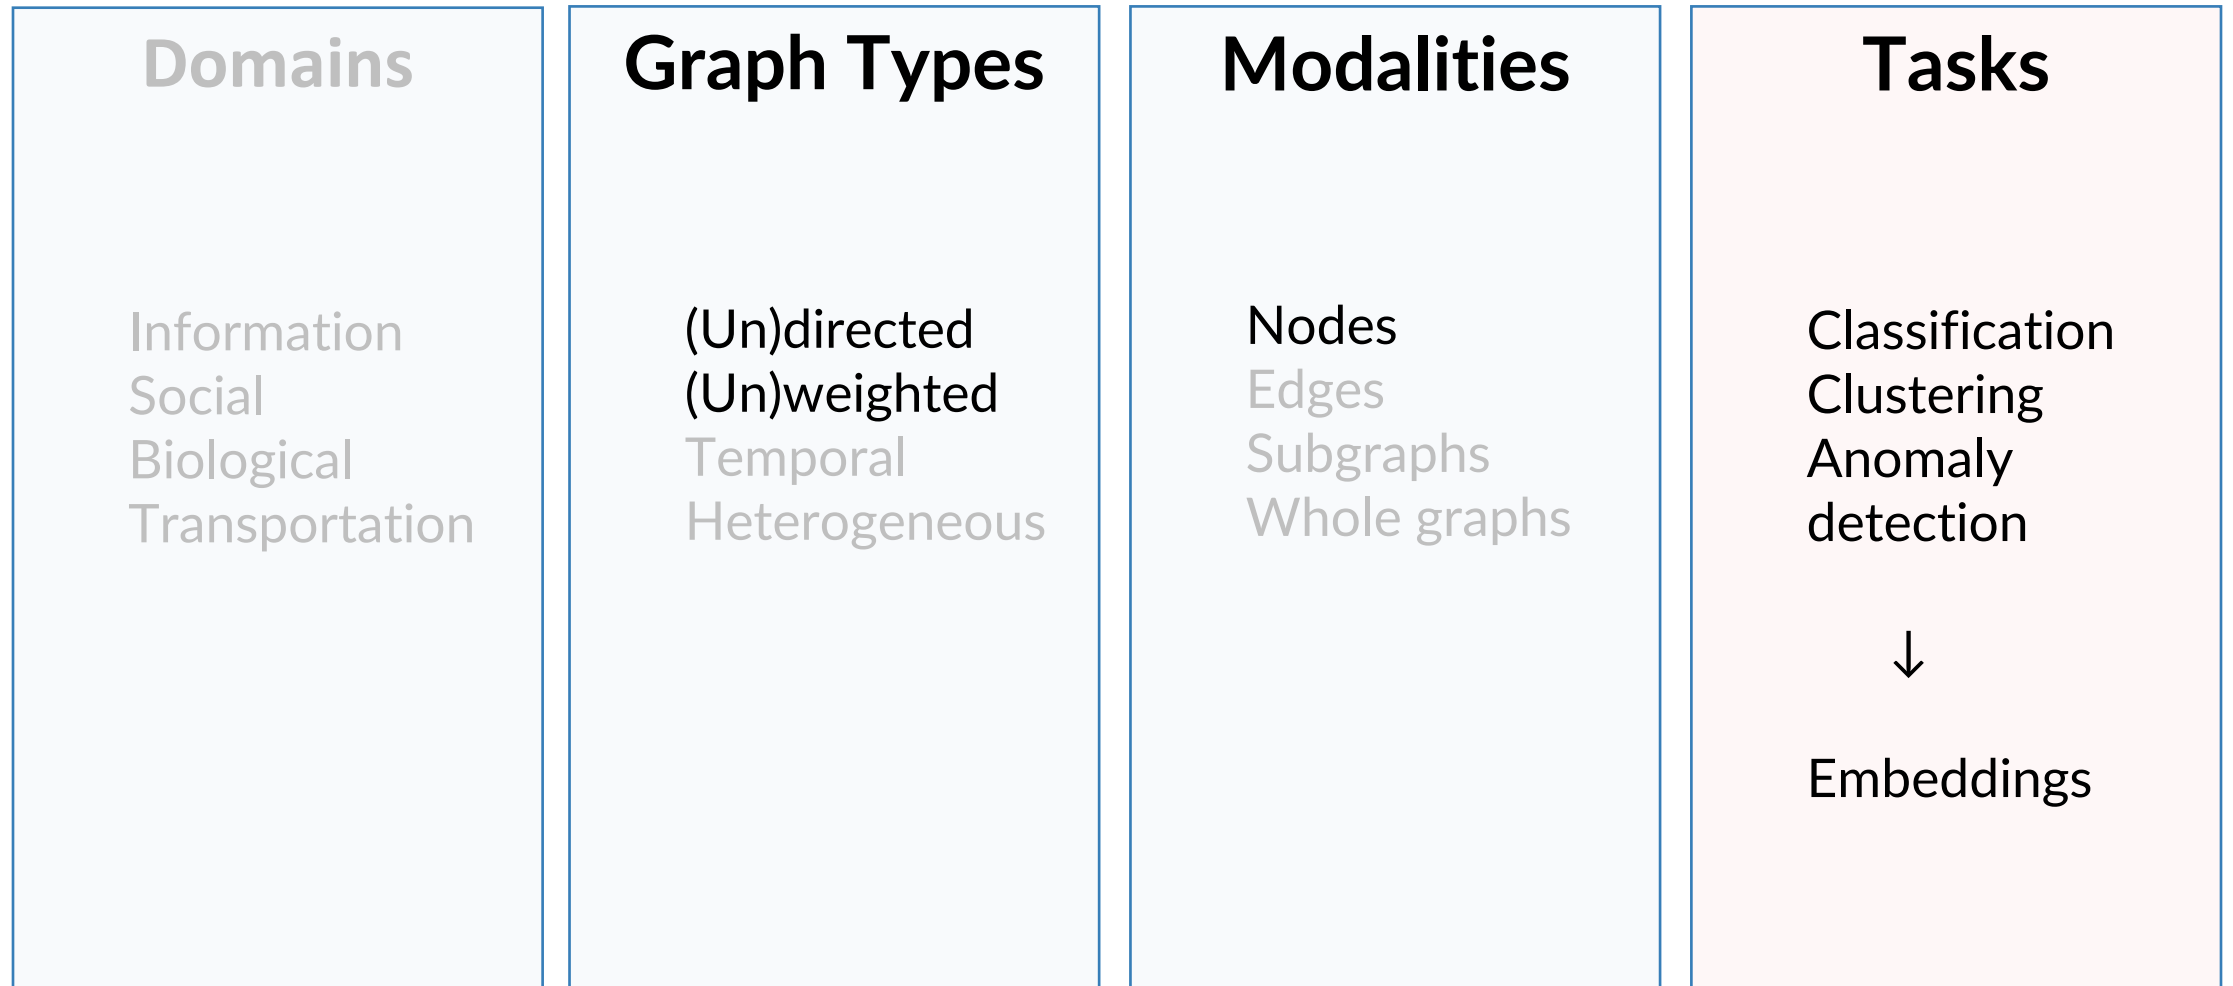 Domains
Information
Social
Biological
Transportation
Graph Types
(Un)directed
(Un)weighted
Temporal
Heterogeneous
Modalities
Nodes
Edges
Subgraphs
Whole graphs
Tasks
Classification
Clustering
Anomaly
detection
↓
Embeddings